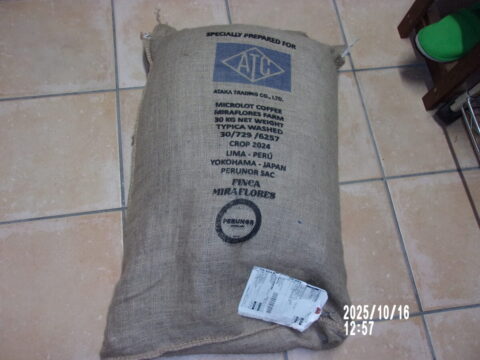 SPECIALLY PREPARED FOR
ATC
ATAKA TRADING CO., LTD.
MICROLOT COFFEE
MIRAFLORES FARM
30 KG NET WEIGHT
TYPICA WASHED
30/729 /6257
CROP 2024
LIMA - PERÚ
YOKOHAMA - JAPAN
PERUNOR SAC
FINCA
MIRAFLORES
PERUNOR
2025/10/16
12:57